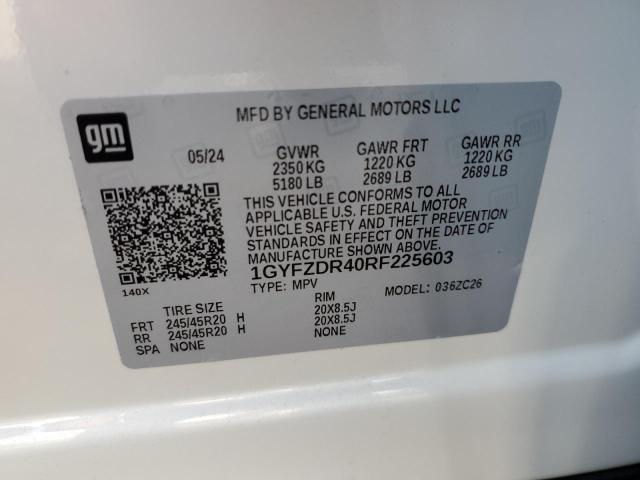 MFD BY GENERAL MOTORS LLC
gm
05/24 GVWR GAWR FRT GAWR RR
2350 KG 1220 KG 1220 KG
5180 LB 2689 LB 2689 LB
THIS VEHICLE CONFORMS TO ALL
APPLICABLE U.S. FEDERAL MOTOR
VEHICLE SAFETY AND THEFT PREVENTION
STANDARDS IN EFFECT ON THE DATE OF
MANUFACTURE SHOWN ABOVE.
1GYFZDR40RF225603
140X
TYPE: MPV MODEL: 036ZC26
TIRE SIZE RIM
FRT 245/45R20 H 20X8.5J
RR 245/45R20 H 20X8.5J
SPA NONE NONE